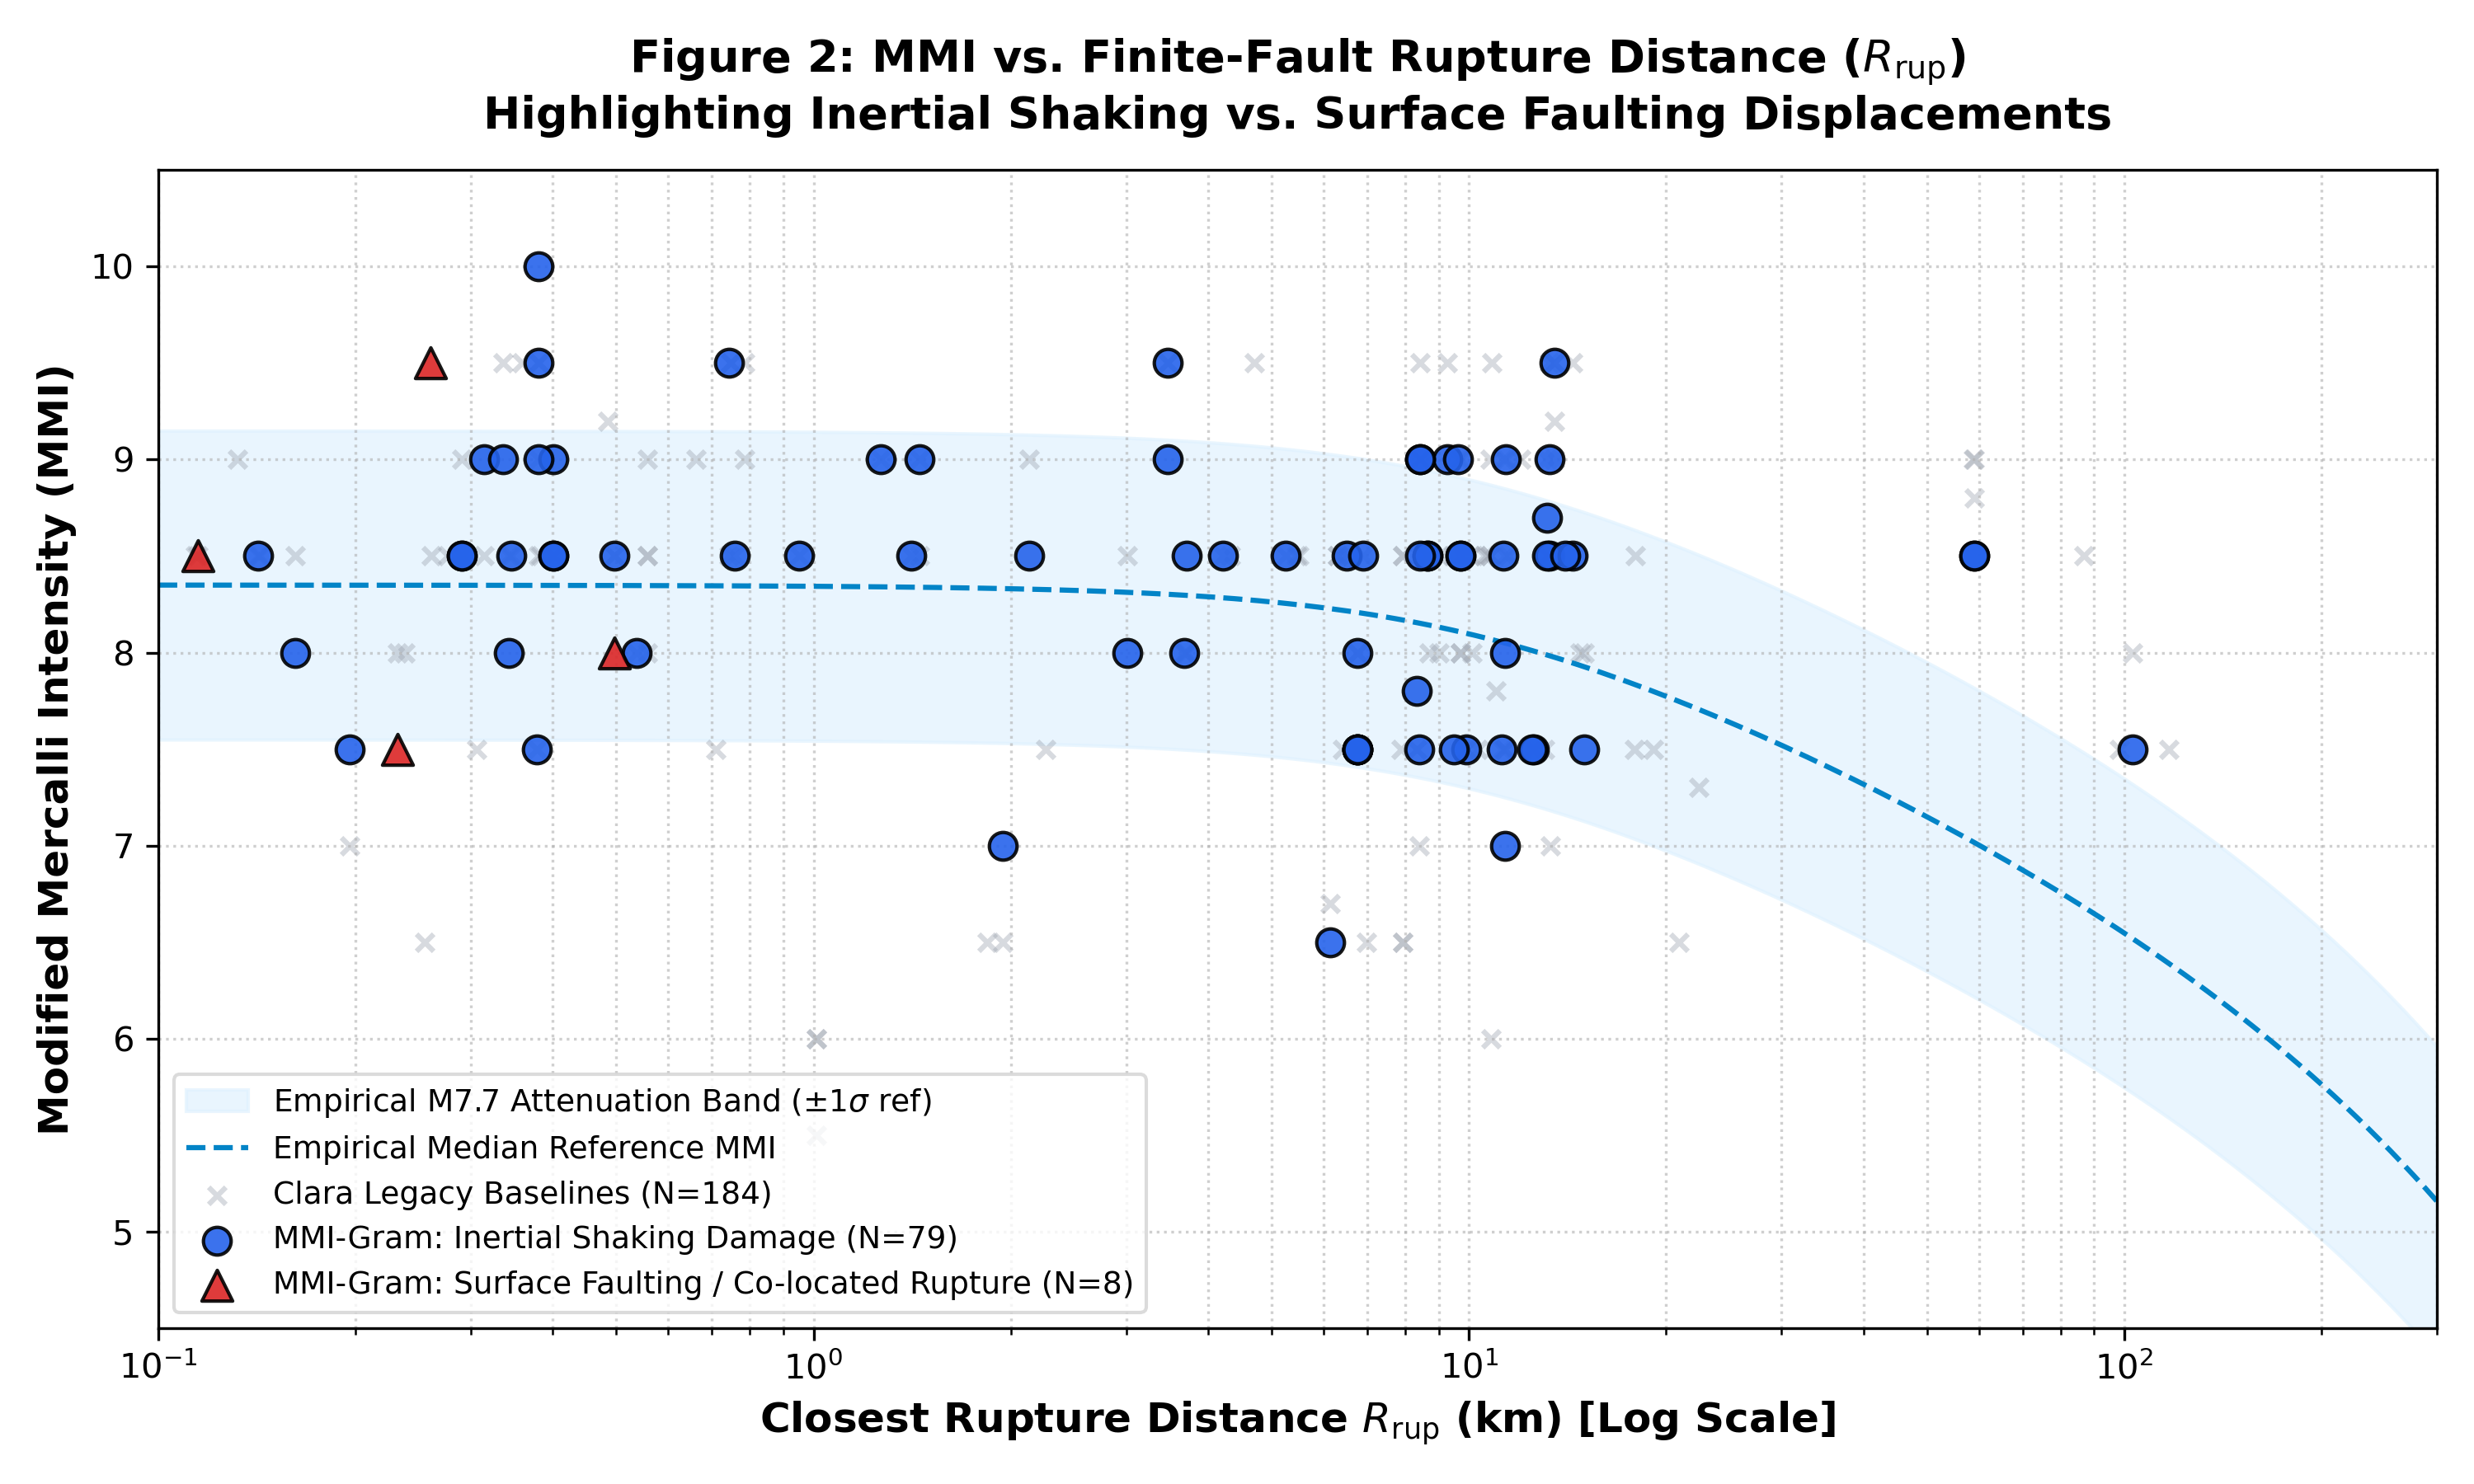 Figure 2: MMI vs. Finite-Fault Rupture Distance (R_rup)
Highlighting Inertial Shaking vs. Surface Faulting Displacements
Modified Mercalli Intensity (MMI)
10
9
8
7
6
5
Empirical M7.7 Attenuation Band (±1σ ref)
Empirical Median Reference MMI
Clara Legacy Baselines (N=184)
MMI-Gram: Inertial Shaking Damage (N=79)
MMI-Gram: Surface Faulting / Co-located Rupture (N=8)
10⁻¹ 10⁰ 10¹ 10²
Closest Rupture Distance R_rup (km) [Log Scale]